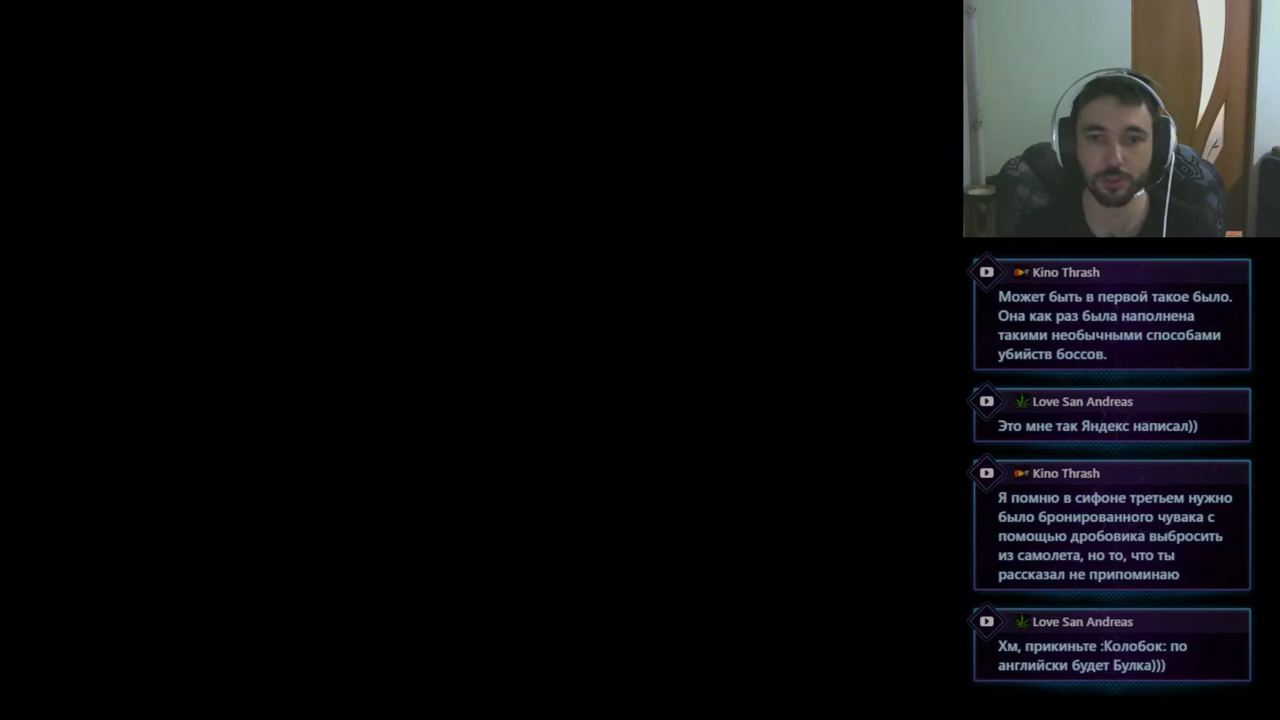 Kino Thrash
Может быть в первой такое было.
Она как раз была наполнена
такими необычными способами
убийств боссов.
Love San Andreas
Это мне так Яндекс написал))
Kino Thrash
Я помню в сифоне третьем нужно
было бронированного чувака с
помощью дробовика выбросить
из самолета, но то, что ты
рассказал не припоминаю
Love San Andreas
Хм, прикиньте :Колобок: по
английски будет Булка)))